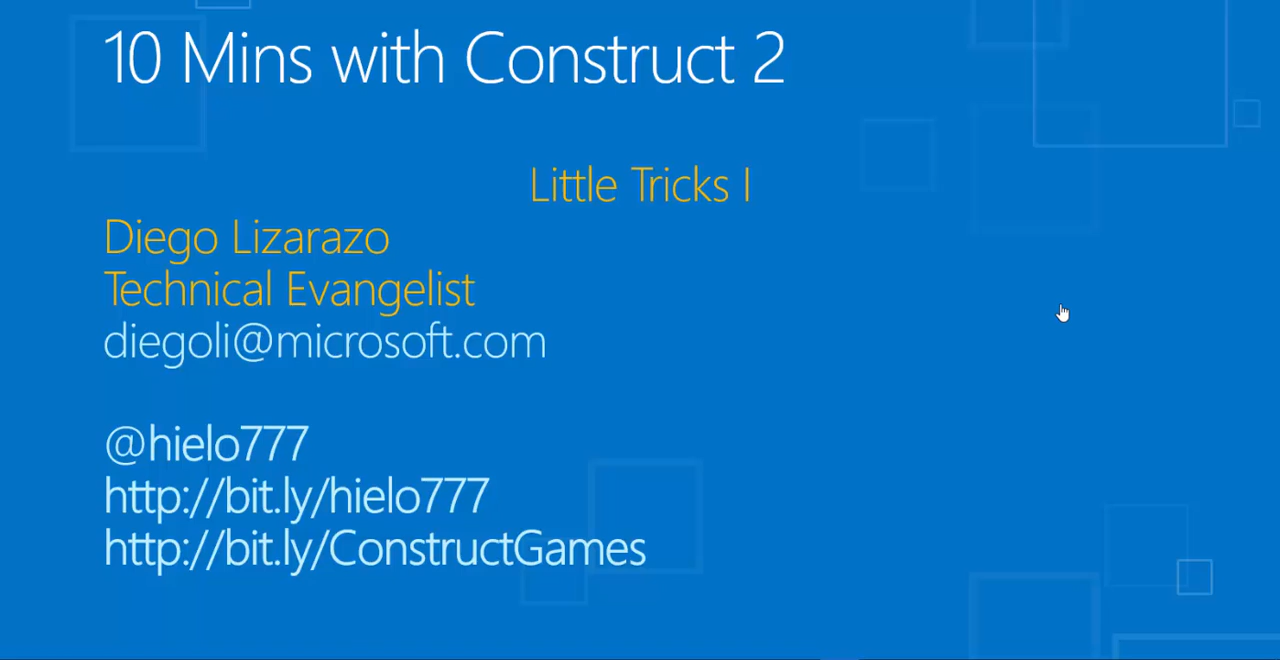 10 Mins with Construct 2
Little Tricks I
Diego Lizarazo
Technical Evangelist
diegoli@microsoft.com
@hielo777
http://bit.ly/hielo777
http://bit.ly/ConstructGames